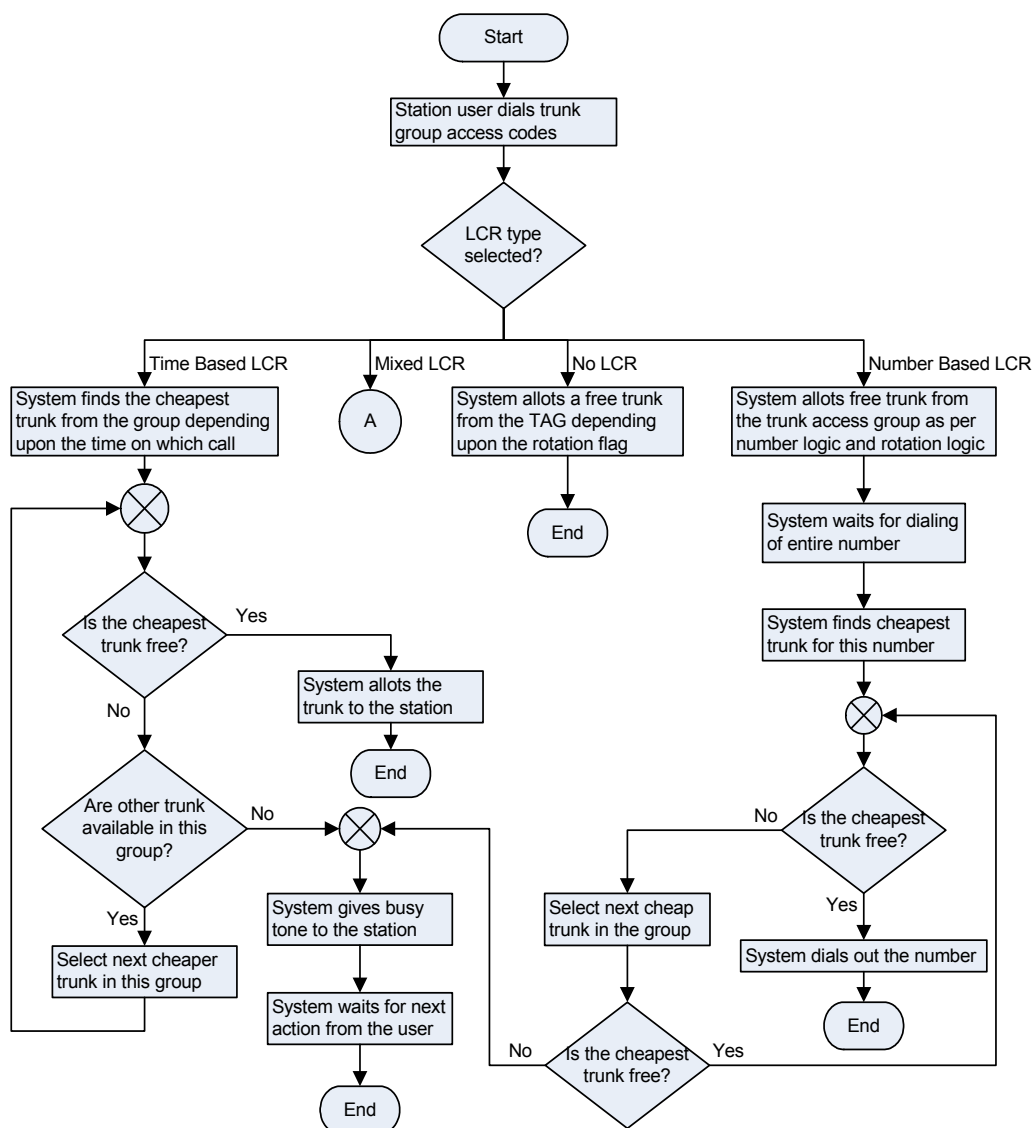 Start
Station user dials trunk
group access codes
LCR type
selected?
Time Based LCR
Mixed LCR
No LCR
Number Based LCR
System finds the cheapest
trunk from the group depending
upon the time on which call
A
System allots a free trunk
from the TAG depending
upon the rotation flag
System allots free trunk from
the trunk access group as per
number logic and rotation logic
End
System waits for dialing
of entire number
Is the cheapest
trunk free?
Yes
System finds cheapest
trunk for this number
System allots the
trunk to the station
No
End
Are other trunk
available in this
group?
No
Is the cheapest
trunk free?
No
Yes
System gives busy
tone to the station
Select next cheap
trunk in the group
Yes
Select next cheaper
trunk in this group
System dials out the number
System waits for next
action from the user
End
No
Is the cheapest
trunk free?
Yes
End